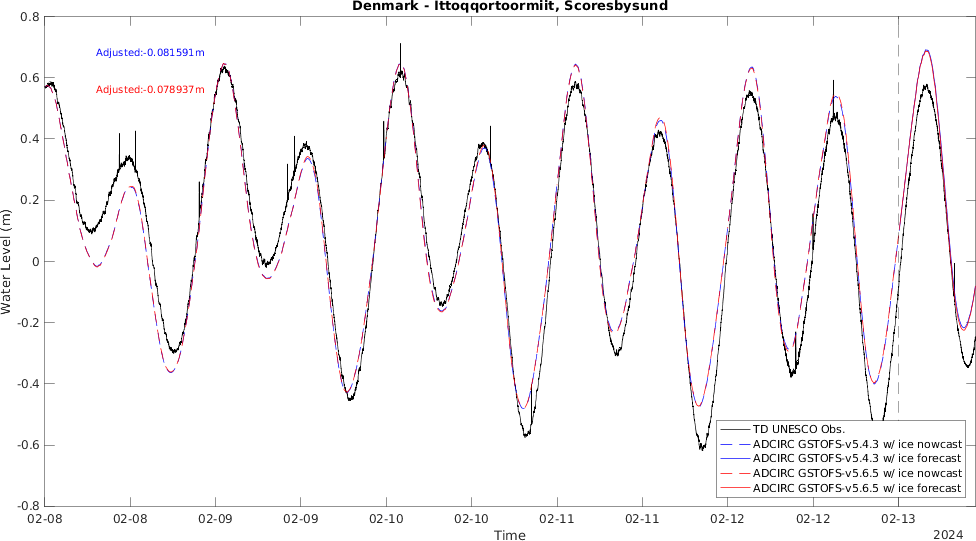 Denmark - Ittoqqortoormiit, Scoresbysund
Water Level (m)
0.8
0.6
0.4
0.2
0
-0.2
-0.4
-0.6
-0.8
Adjusted:-0.081591m
Adjusted:-0.078937m
TD UNESCO Obs.
ADCIRC GSTOFS-v5.4.3 w/ ice nowcast
ADCIRC GSTOFS-v5.4.3 w/ ice forecast
ADCIRC GSTOFS-v5.6.5 w/ ice nowcast
ADCIRC GSTOFS-v5.6.5 w/ ice forecast
02-08 02-08 02-09 02-09 02-10 02-10 02-11 02-11 02-12 02-12 02-13
Time
2024